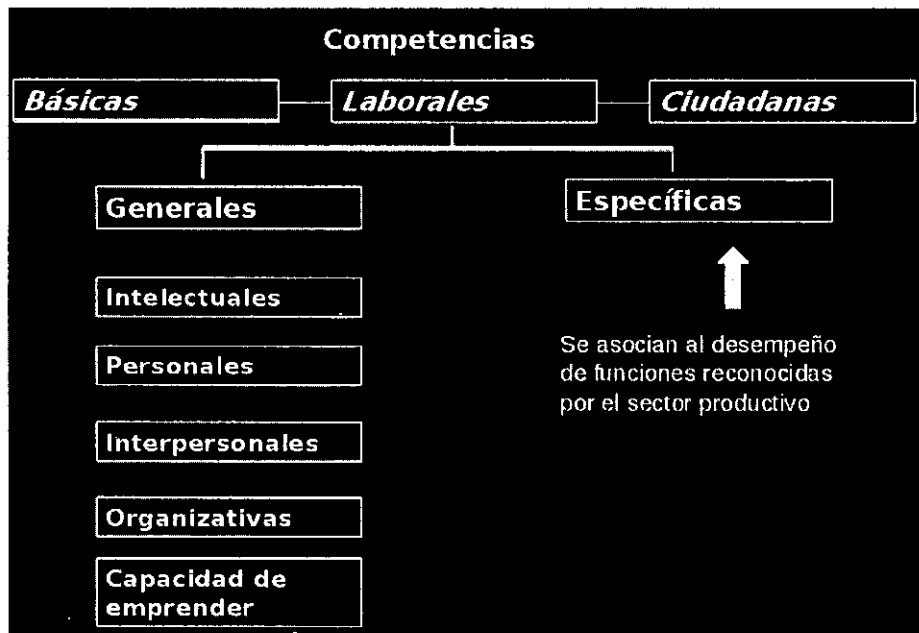 Competencias
Básicas
Laborales
Ciudadanas
Generales
Específicas
Intelectuales
Personales
Interpersonales
Organizativas
Capacidad de
emprender
Se asocian al desempeño
de funciones reconocidas
por el sector productivo